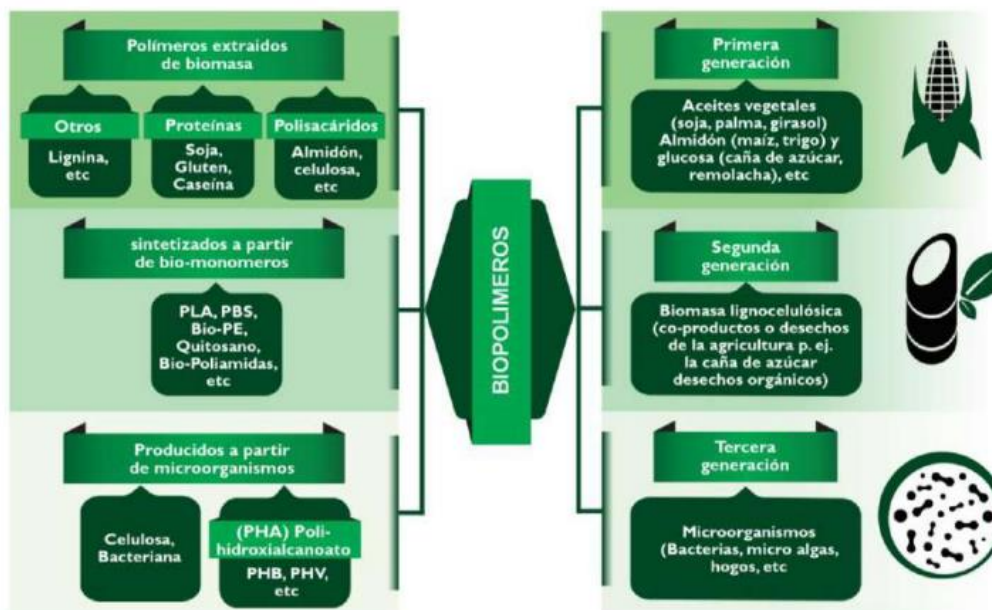 Polímeros extraidos
de biomasa
Otros
Lignina,
etc
Proteínas
Soja,
Gluten,
Caseína
Polisacáridos
Almidón,
celulosa,
etc
sintetizados a partir
de bio-monomeros
PLA, PBS,
Bio-PE,
Quitosano,
Bio-Poliamidas,
etc
Producidos a partir
de microorganismos
Celulosa,
Bacteriana
(PHA) Poli-
hidroxialcanoato
PHB, PHV,
etc
BIOPOLIMEROS
Primera
generación
Aceites vegetales
(soja, palma, girasol)
Almidón (maíz, trigo) y
glucosa (caña de azúcar,
remolacha), etc
Segunda
generación
Biomasa lignocelulósica
(co-productos o desechos
de la agricultura p. ej.
la caña de azúcar
desechos orgánicos)
Tercera
generación
Microorganismos
(Bacterias, micro algas,
hogos, etc